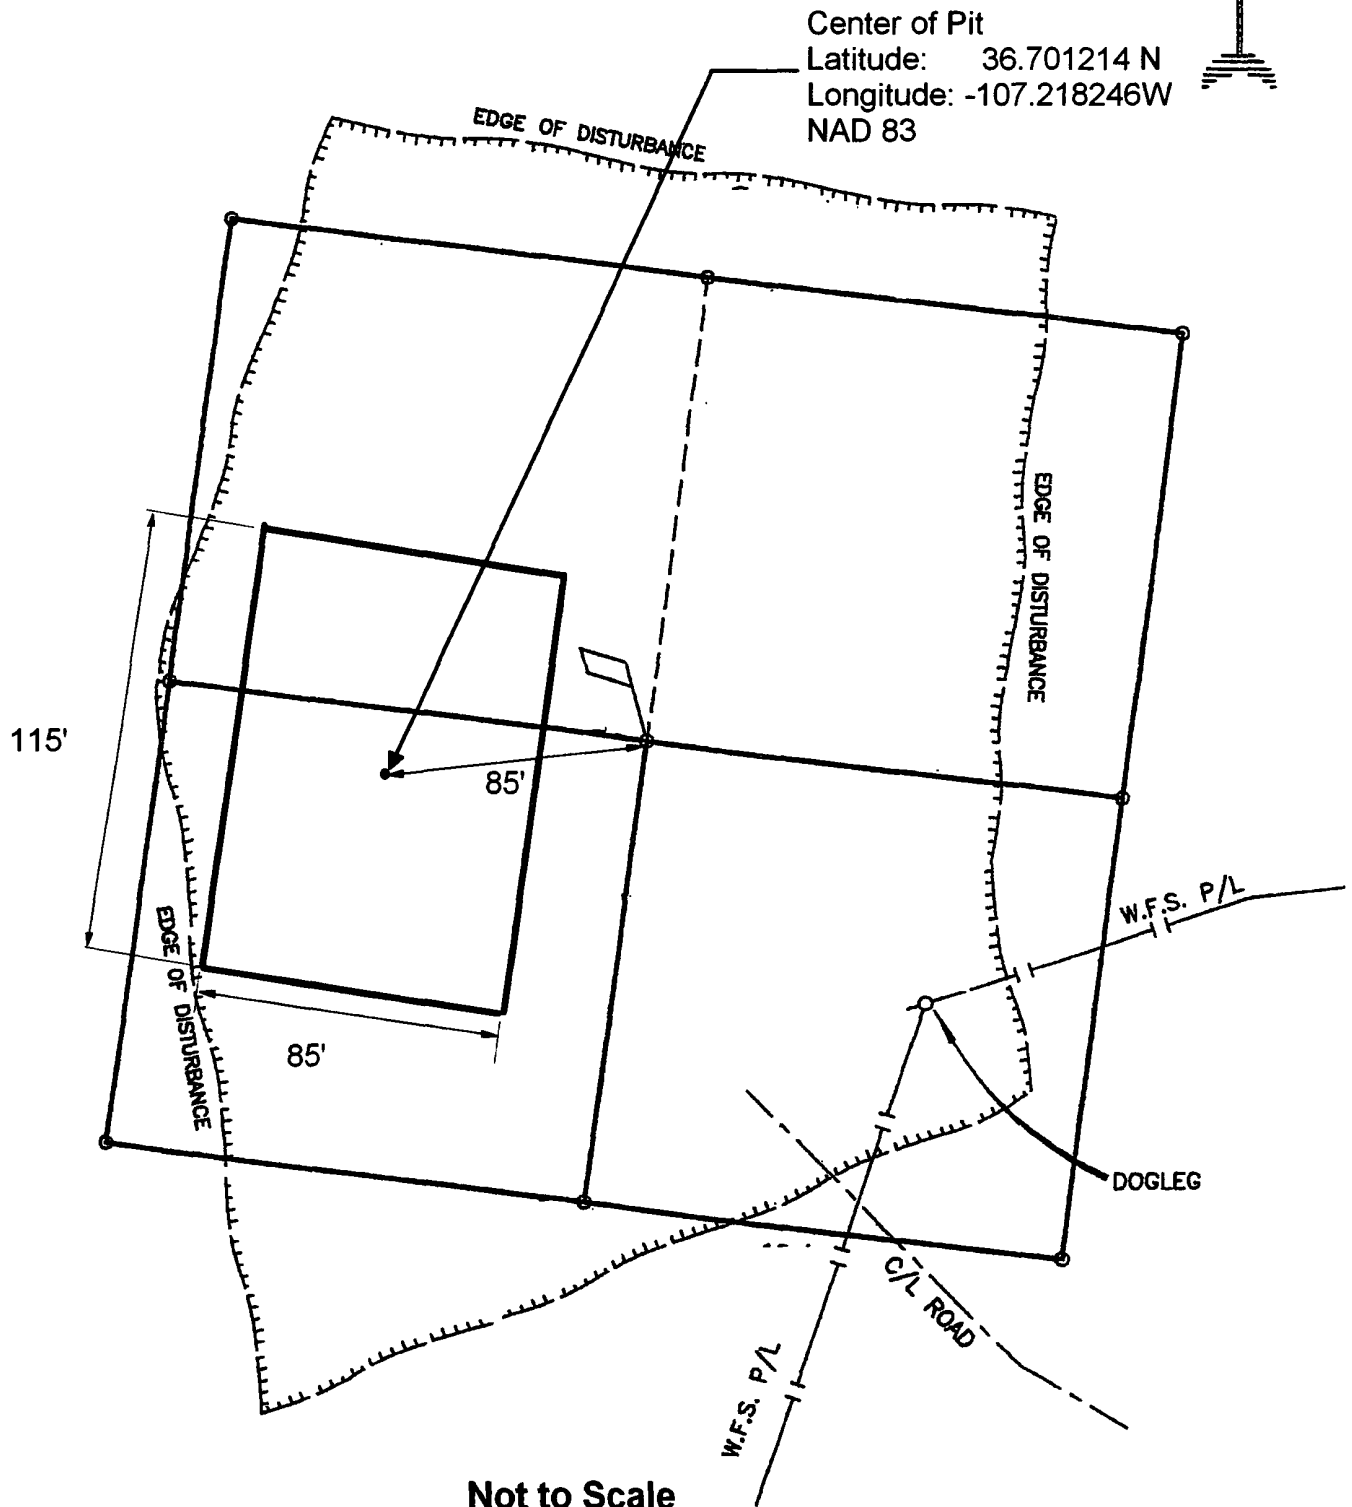 Center of Pit
Latitude: 36.701214 N
Longitude: -107.218246W
NAD 83
EDGE OF DISTURBANCE
EDGE OF DISTURBANCE
115'
85'
W.F.S. P/L
EDGE OF DISTURBANCE
85'
DOGLEG
C/L ROAD
W.F.S. P/L
Not to Scale